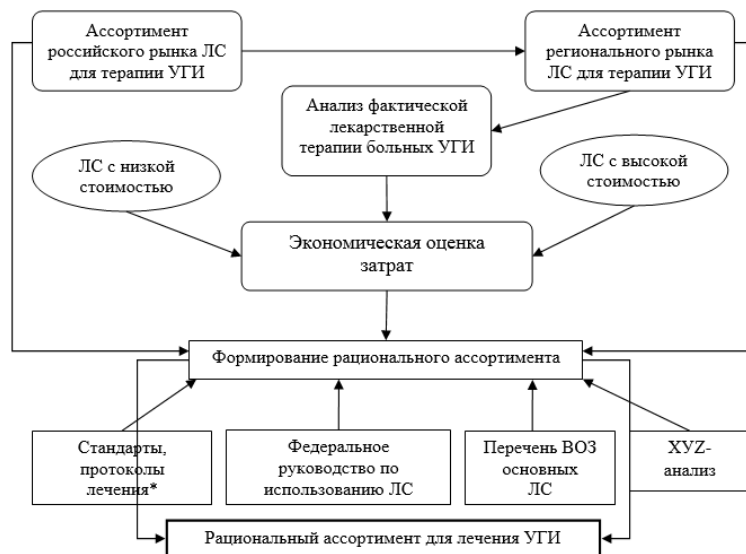 Ассортимент
российского рынка ЛС
для терапии УГИ
Ассортимент
регионального рынка
ЛС для терапии УГИ
Анализ фактической
лекарственной
терапии больных УГИ
ЛС с низкой
стоимостью
ЛС с высокой
стоимостью
Экономическая оценка
затрат
Формирование рационального ассортимента
Стандарты,
протоколы
лечения*
Федеральное
руководство по
использованию ЛС
Перечень ВОЗ
основных
ЛС
XYZ-
анализ
Рациональный ассортимент для лечения УГИ